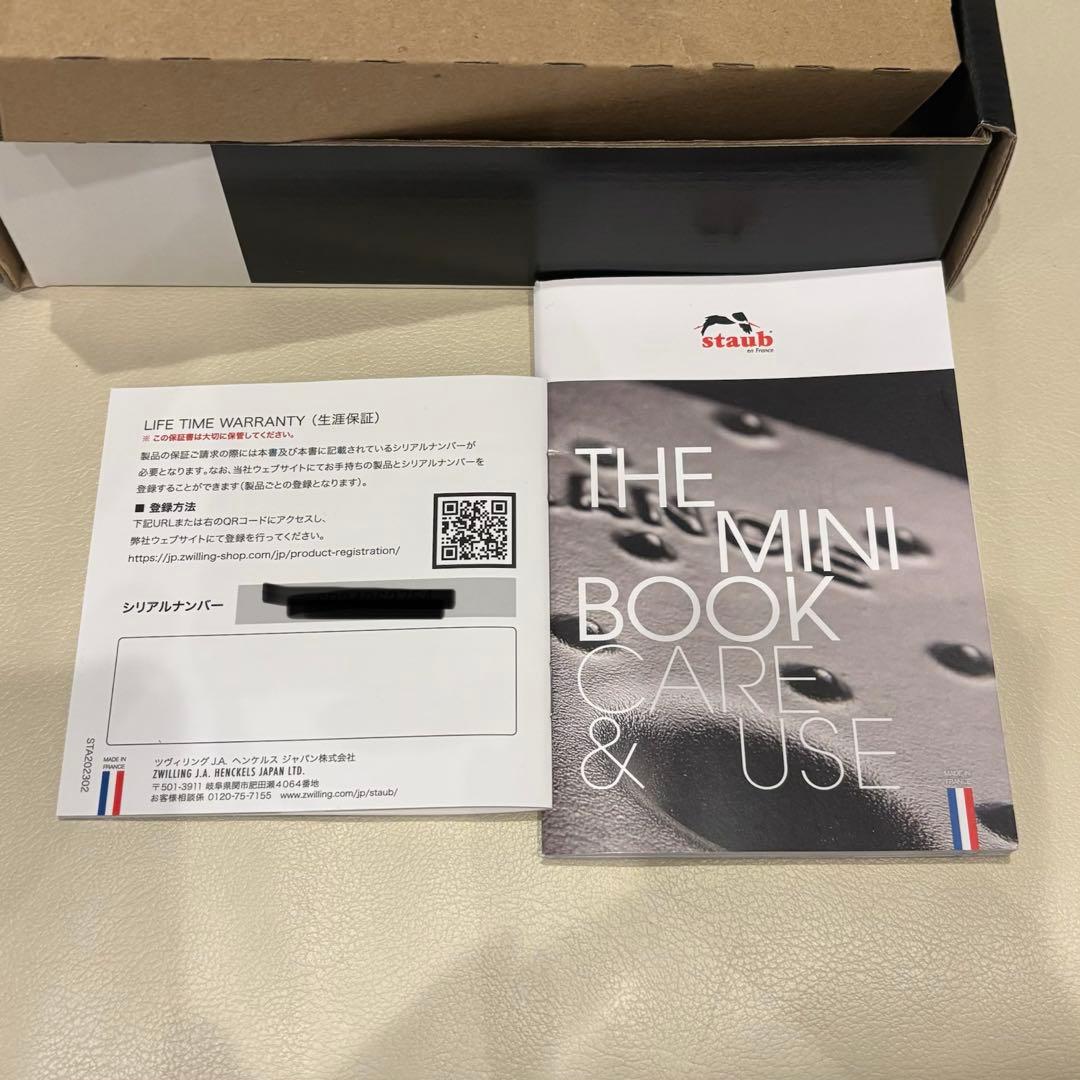 LIFE TIME WARRANTY（生涯保証）
※ この保証書は大切に保管してください。
製品の保証ご請求の際には本書及び本書に記載されているシリアルナンバーが
必要となります。なお、当社ウェブサイトにてお手持ちの製品とシリアルナンバーを
登録することができます（製品ごとの登録となります）。
■ 登録方法
下記URLまたは右のQRコードにアクセスし、
弊社ウェブサイトにて登録を行ってください。
https://jp.zwilling-shop.com/jp/product-registration/
シリアルナンバー
STA202302
MADE IN
FRANCE
ツヴィリング J.A. ヘンケルス ジャパン株式会社
ZWILLING J.A. HENCKELS JAPAN LTD.
〒501-3911 岐阜県関市肥田瀬4064番地
お客様相談係 0120-75-7155 www.zwilling.com/jp/staub/
staub
en France
THE
MINI
BOOK
CARE
& USE
MADE IN
FRANCE